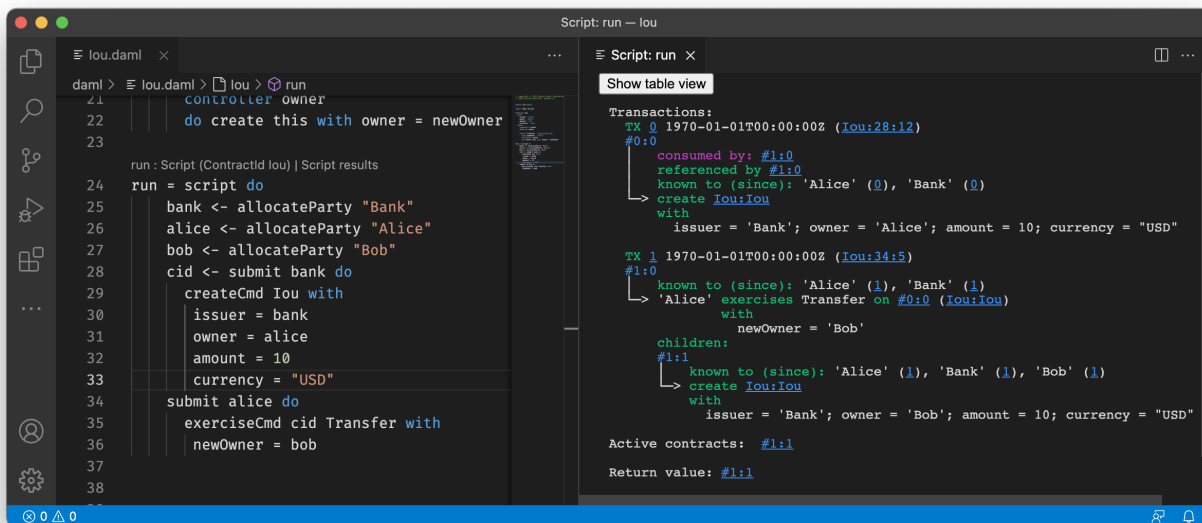 Script: run — Iou
Iou.daml
daml > Iou.daml > Iou > run
21 controller owner
22 do create this with owner = newOwner
23
run : Script (ContractId Iou) | Script results
24 run = script do
25 bank <- allocateParty "Bank"
26 alice <- allocateParty "Alice"
27 bob <- allocateParty "Bob"
28 cid <- submit bank do
29 createCmd Iou with
30 issuer = bank
31 owner = alice
32 amount = 10
33 currency = "USD"
34 submit alice do
35 exerciseCmd cid Transfer with
36 newOwner = bob
37
38
Script: run
Show table view
Transactions:
TX 0 1970-01-01T00:00:00Z (Iou:28:12)
#0:0
consumed by: #1:0
referenced by #1:0
known to (since): 'Alice' (0), 'Bank' (0)
create Iou:Iou
with
issuer = 'Bank'; owner = 'Alice'; amount = 10; currency = "USD"
TX 1 1970-01-01T00:00:00Z (Iou:34:5)
#1:0
known to (since): 'Alice' (1), 'Bank' (1)
'Alice' exercises Transfer on #0:0 (Iou:Iou)
with
newOwner = 'Bob'
children:
#1:1
known to (since): 'Alice' (1), 'Bank' (1), 'Bob' (1)
create Iou:Iou
with
issuer = 'Bank'; owner = 'Bob'; amount = 10; currency = "USD"
Active contracts: #1:1
Return value: #1:1
0 0